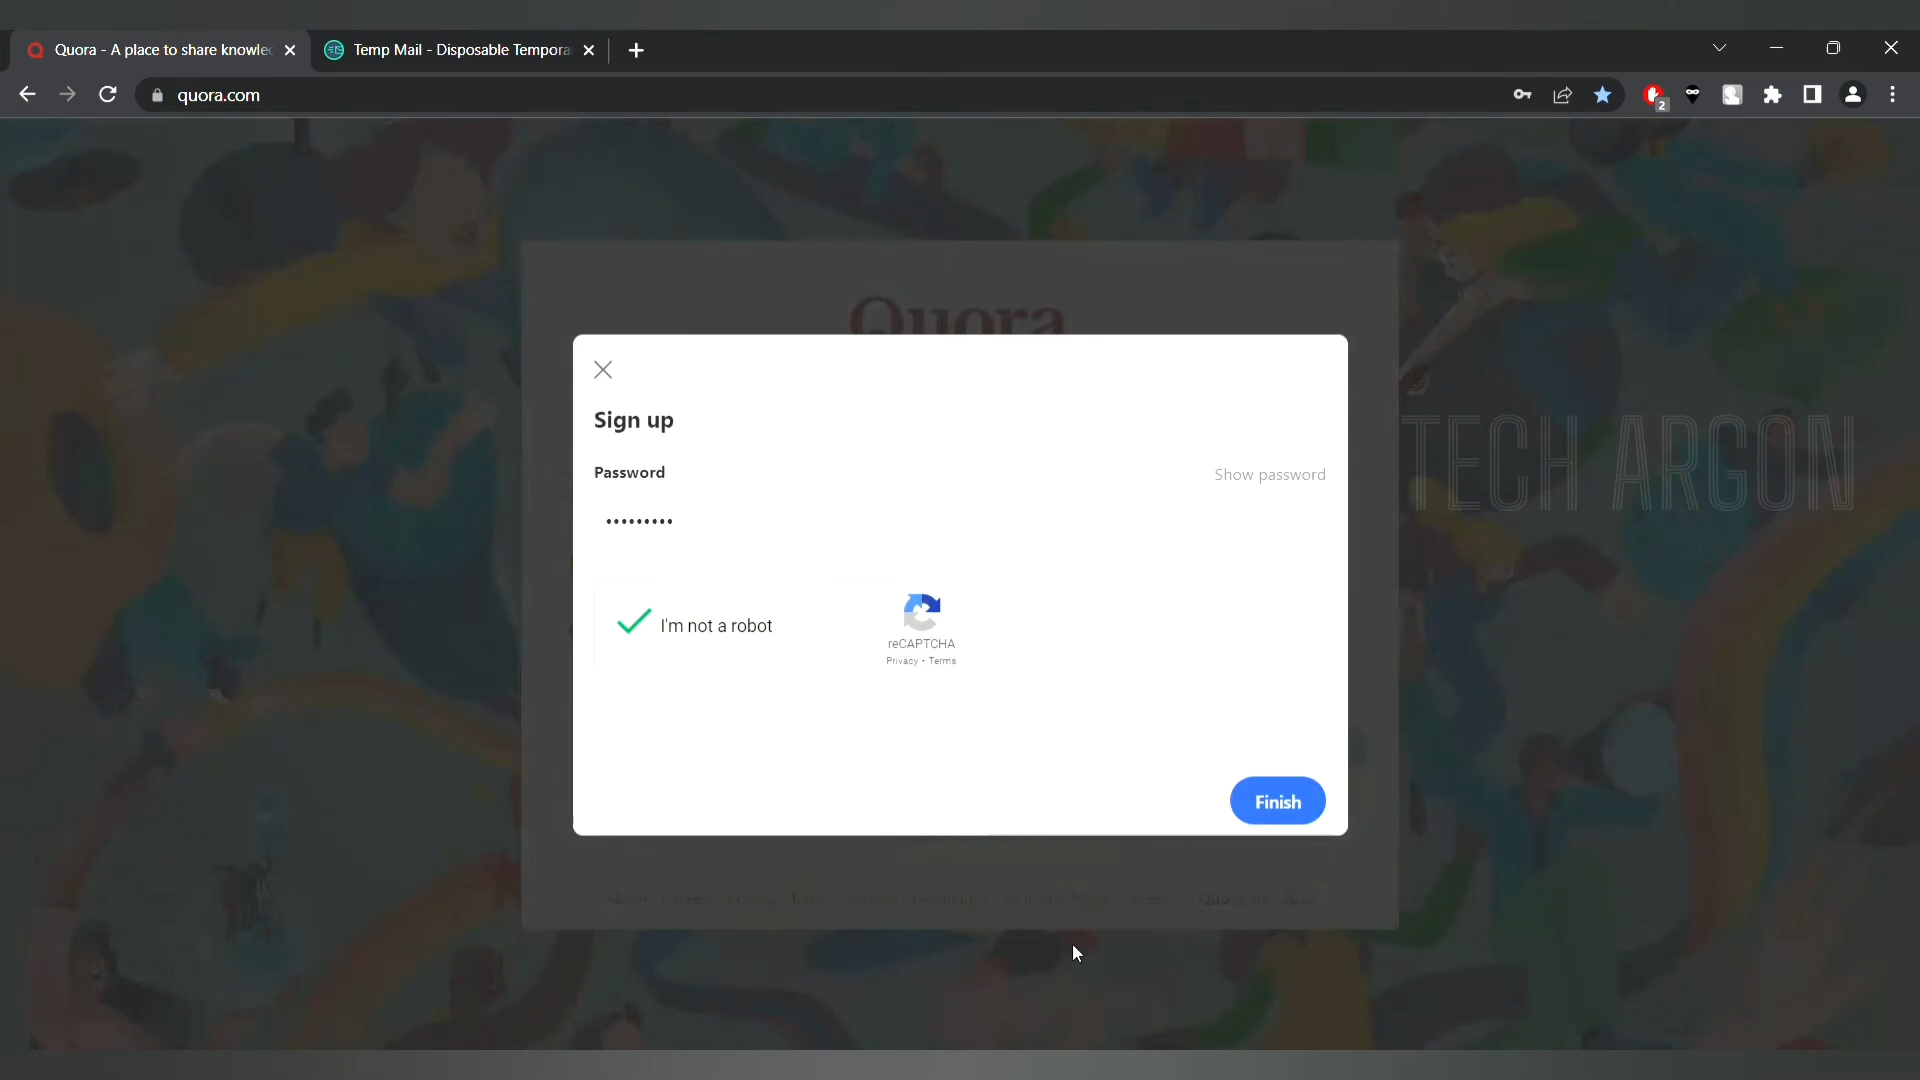 Quora - A place to share knowle
Temp Mail - Disposable Tempora
quora.com
2
Quora
TECH ARGON
Sign up
Password
Show password
•••••••••
I'm not a robot
reCAPTCHA
Privacy - Terms
Finish